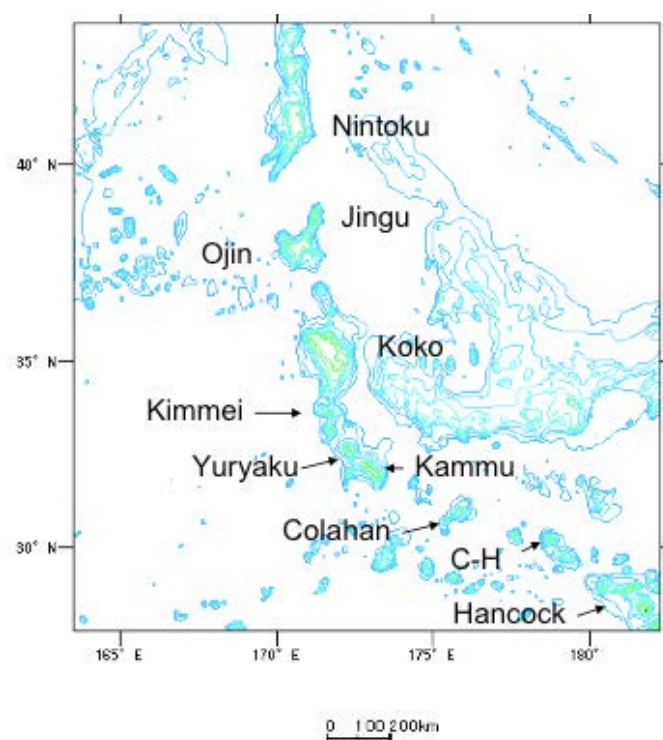 Nintoku
40° N
Jingu
Ojin
Koko
35° N
Kimmei
Yuryaku
Kammu
Colahan
30° N
C-H
Hancock
165° E
170° E
175° E
180°
0 100 200km